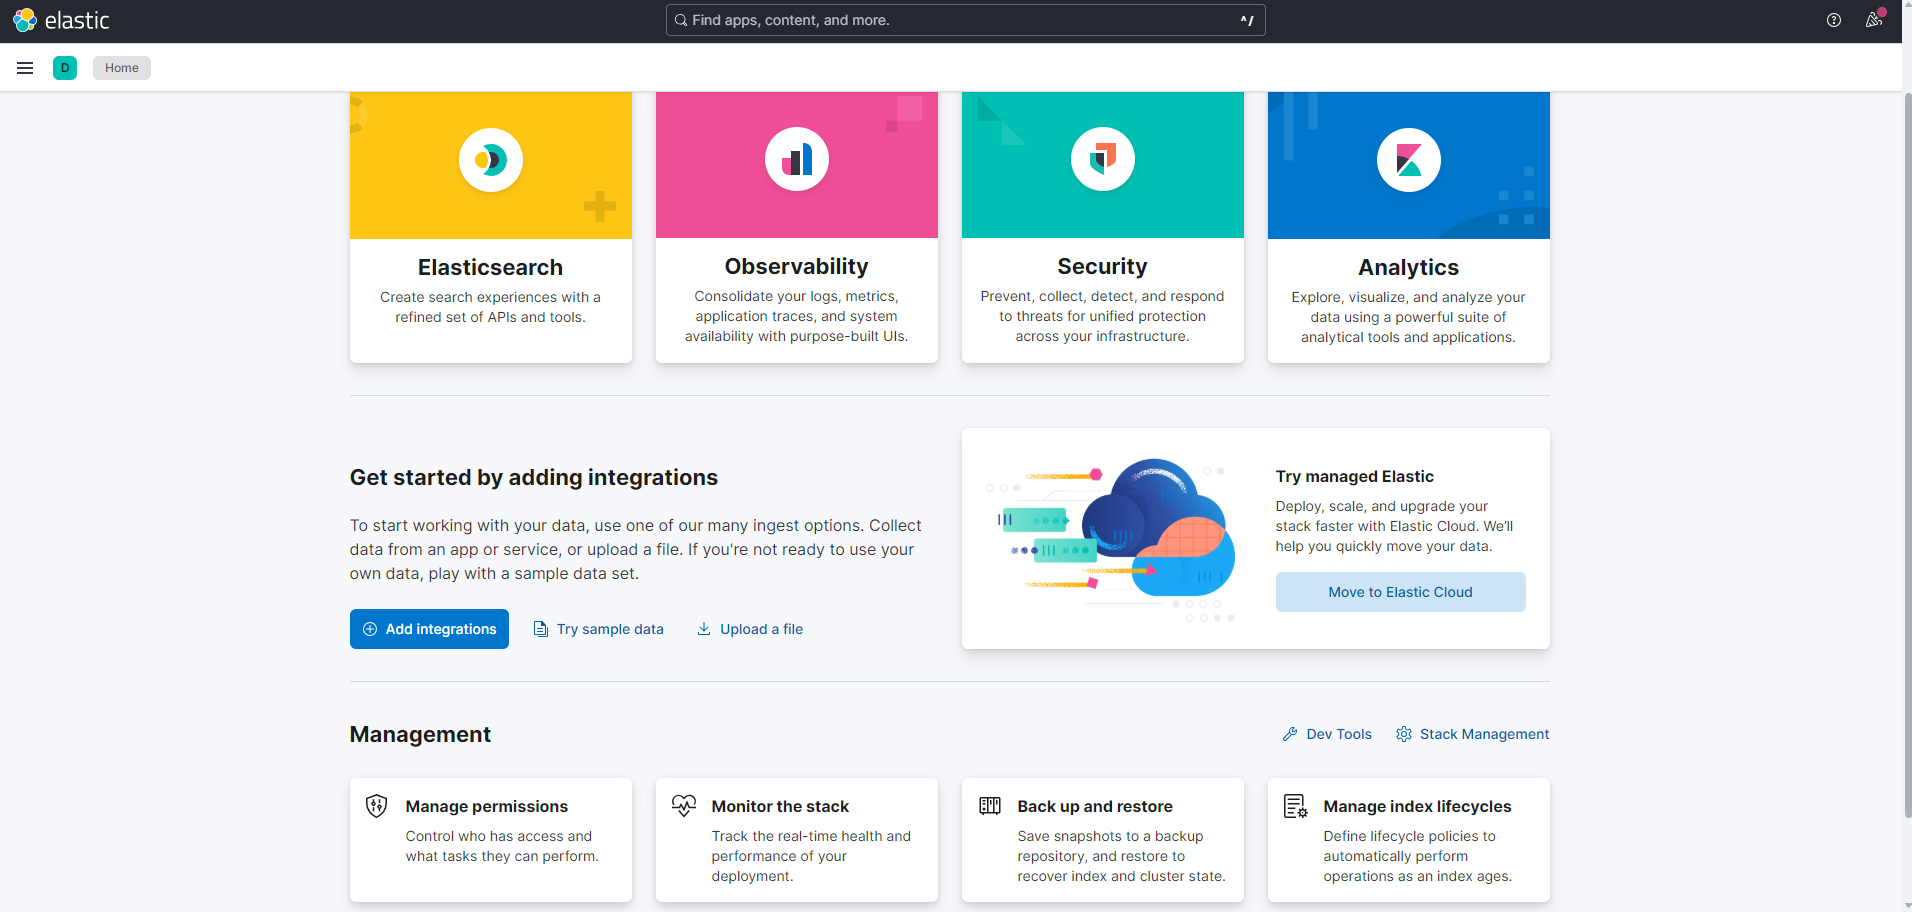 elastic
Find apps, content, and more.
^/
D
Home
Elasticsearch
Create search experiences with a
refined set of APIs and tools.
Observability
Consolidate your logs, metrics,
application traces, and system
availability with purpose-built UIs.
Security
Prevent, collect, detect, and respond
to threats for unified protection
across your infrastructure.
Analytics
Explore, visualize, and analyze your
data using a powerful suite of
analytical tools and applications.
Get started by adding integrations
To start working with your data, use one of our many ingest options. Collect
data from an app or service, or upload a file. If you're not ready to use your
own data, play with a sample data set.
Add integrations
Try sample data
Upload a file
Try managed Elastic
Deploy, scale, and upgrade your
stack faster with Elastic Cloud. We’ll
help you quickly move your data.
Move to Elastic Cloud
Management
Dev Tools
Stack Management
Manage permissions
Control who has access and
what tasks they can perform.
Monitor the stack
Track the real-time health and
performance of your
deployment.
Back up and restore
Save snapshots to a backup
repository, and restore to
recover index and cluster state.
Manage index lifecycles
Define lifecycle policies to
automatically perform
operations as an index ages.